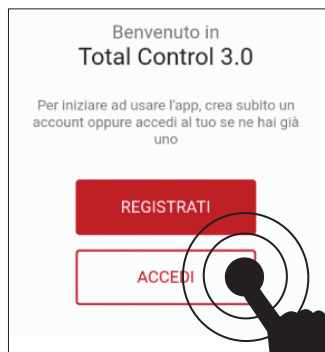 Benvenuto in
Total Control 3.0
Per iniziare ad usare l'app, crea subito un
account oppure accedi al tuo se ne hai già
uno
REGISTRATI
ACCEDI